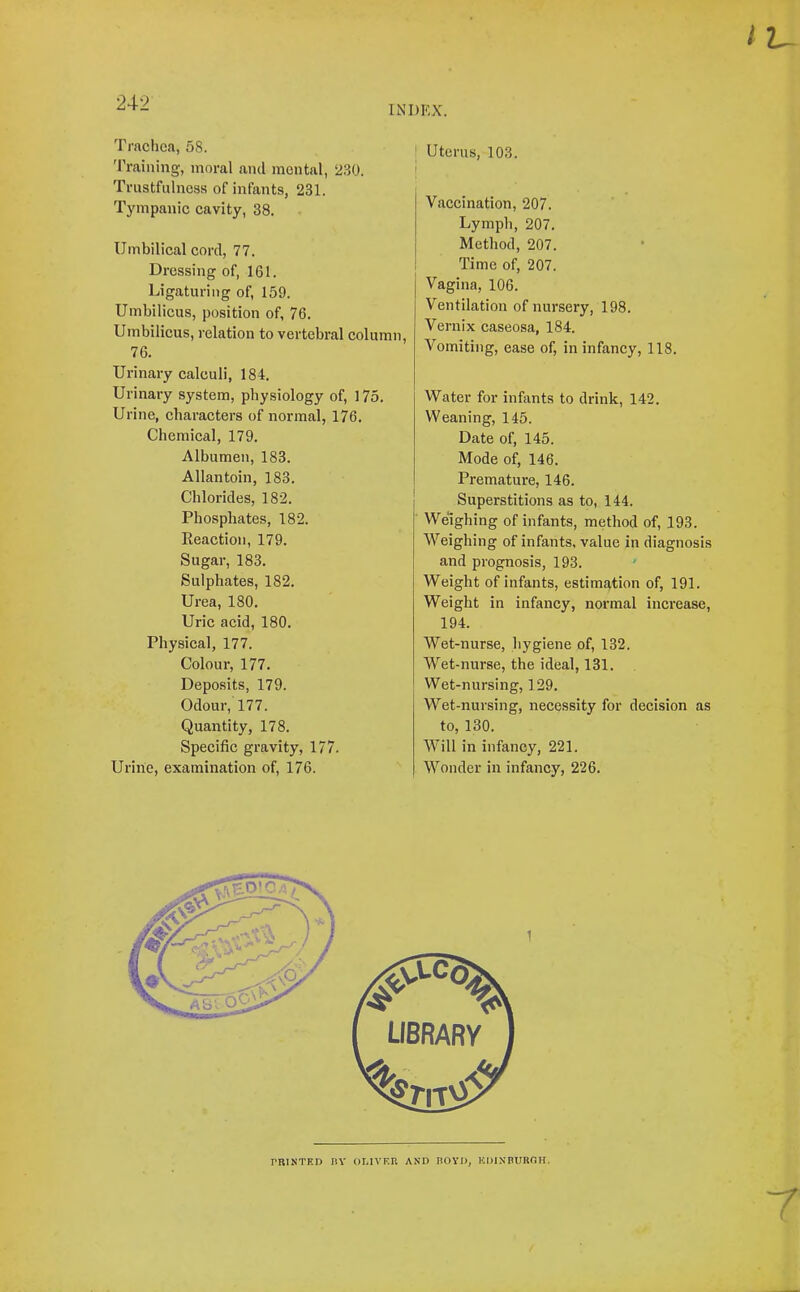 242
INDEX.
Trachea, 58.
Training, moral and mental, 230.
Trustfulness of infants, 231.
Tympanic cavity, 38.
Umbilical cord, 77.
Dressing of, 161.
Ligaturing of, 159.
Umbilicus, position of, 76.
Umbilicus, relation to vertebral column,
76.
Urinary calculi, 184.
Urinary system, physiology of, 175.
Urine, characters of normal, 176.
Chemical, 179.
Albumen, 183.
Allantoin, 183.
Chlorides, 182.
Phosphates, 182.
Reaction, 179.
Sugar, 183.
Sulphates, 182.
Urea, 180.
Uric acid, 180.
Physical, 177.
Colour, 177.
Deposits, 179.
Odour, 177.
Quantity, 178.
Specific gravity, 177.
Urine, examination of, 176.
Uterus, 103.
Vaccination, 207.
Lymph, 207.
Method, 207.
Time of, 207.
Vagina, 106.
Ventilation of nursery, 198.
Vernix caseosa, 184.
Vomiting, ease of, in infancy, 118.
Water for infants to drink, 142.
Weaning, 145.
Date of, 145.
Mode of, 146.
Premature, 146.
Superstitions as to, 144.
Weighing of infants, method of, 193.
Weighing of infants, value in diagnosis
and prognosis, 193.
Weight of infants, estimation of, 191.
Weight in infancy, normal increase,
194.
Wet-nurse, hygiene of, 132.
Wet-nurse, the ideal, 131.
Wet-nursing, 129.
Wet-nursing, necessity for decision as
to, 130.
Will in infancy, 221.
Wonder in infancy, 226.
BRITISH MEDICAL
ASSOCIATION
WELLCOME
LIBRARY
INSTITUTE
PRINTED BY OLIVER AND BOYD, EDINBURGH.